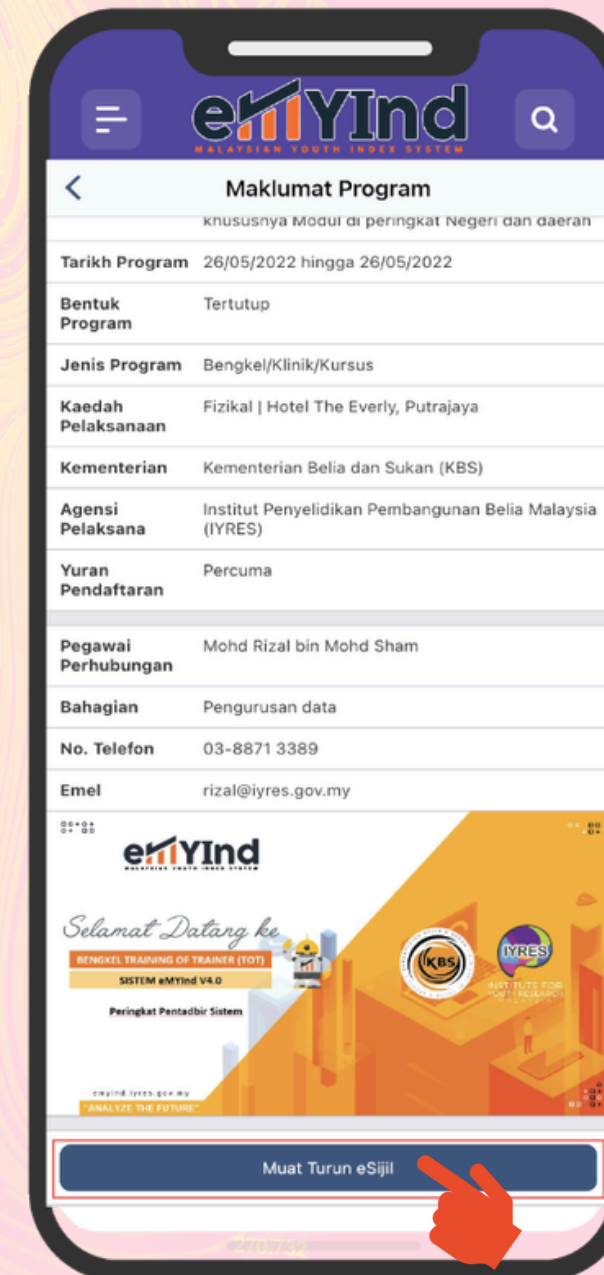 emYInd
MALAYSIAN YOUTH INDEX SYSTEM
Maklumat Program
khususnya Modul di peringkat Negeri dan daerah
Tarikh Program 26/05/2022 hingga 26/05/2022
Bentuk Tertutup
Program
Jenis Program Bengkel/Klinik/Kursus
Kaedah Fizikal | Hotel The Everly, Putrajaya
Pelaksanaan
Kementerian Kementerian Belia dan Sukan (KBS)
Agensi Institut Penyelidikan Pembangunan Belia Malaysia
Pelaksana (IYRES)
Yuran Percuma
Pendaftaran
Pegawai Mohd Rizal bin Mohd Sham
Perhubungan
Bahagian Pengurusan data
No. Telefon 03-8871 3389
Emel rizal@iyres.gov.my
emYInd
MALAYSIAN YOUTH INDEX SYSTEM
Selamat Datang ke
BENGKEL TRAINING OF TRAINER (TOT)
SISTEM eMYInd V4.0
Peringkat Pentadbir Sistem
KBS
IYRES
INSTITUTE FOR
YOUTH RESEARCH
MALAYSIA
emyind.iyres.gov.my
"ANALYZE THE FUTURE"
Muat Turun eSijil
270,732